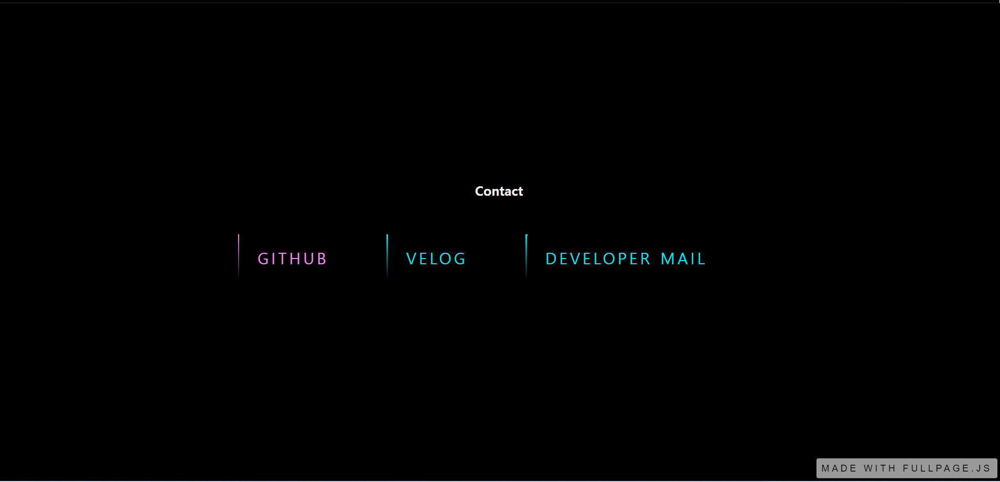 Contact
GITHUB VELOG DEVELOPER MAIL
MADE WITH FULLPAGE.JS